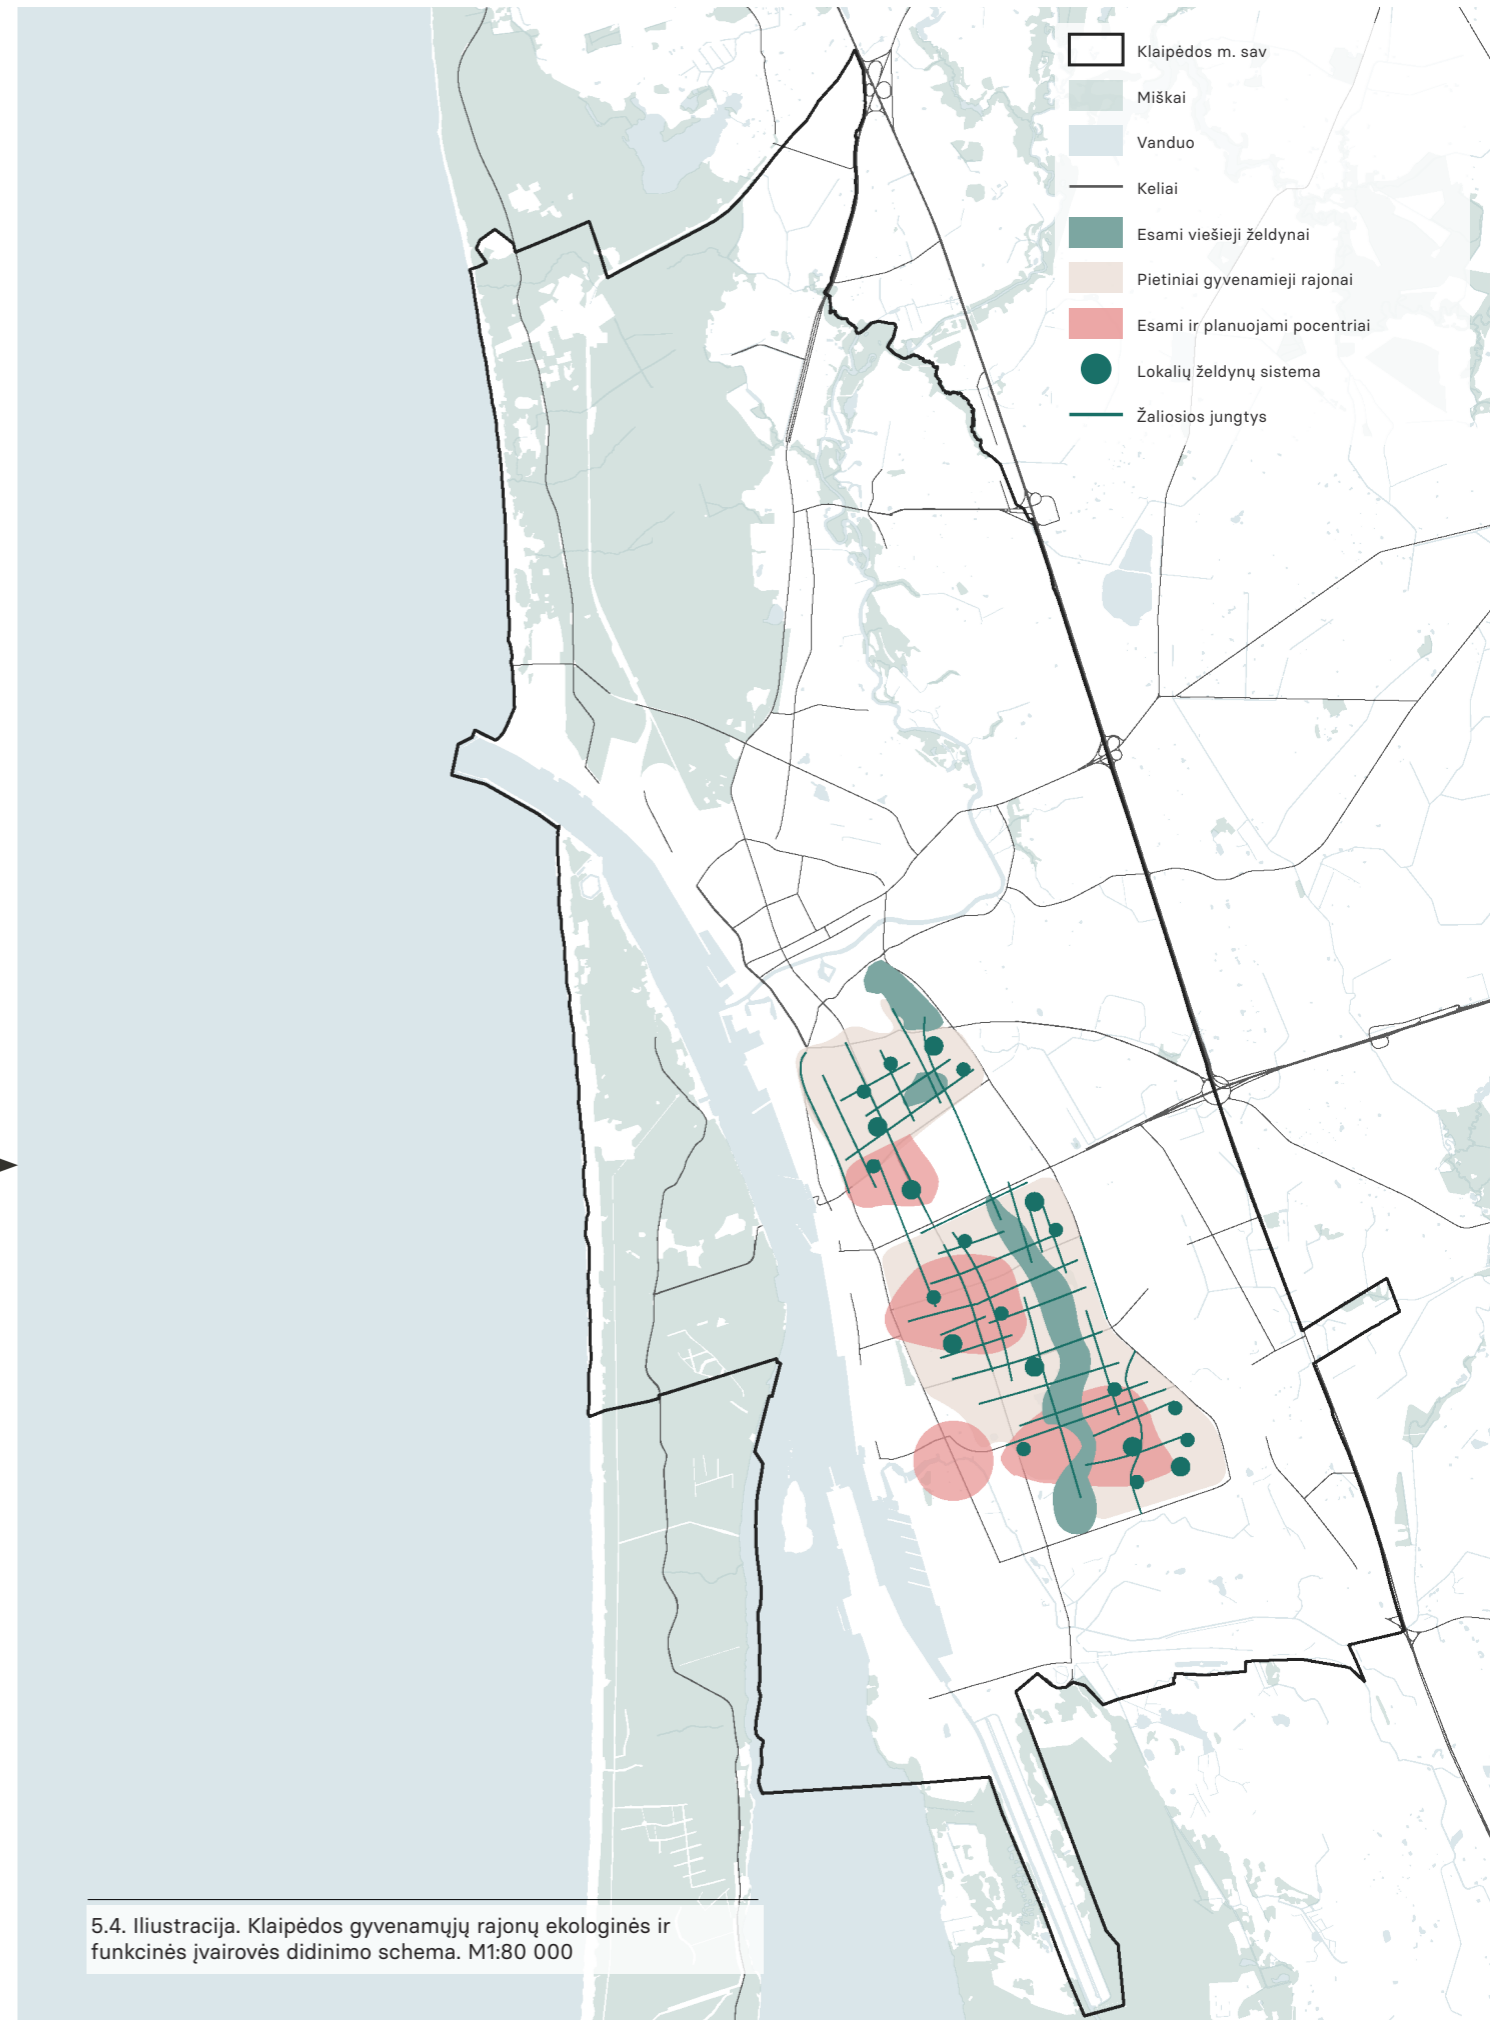 Klaipėdos m. sav
Miškai
Vanduo
Keliai
Esami viešieji želdynai
Pietiniai gyvenamieji rajonai
Esami ir planuojami pocentriai
Lokalių želdynų sistema
Žaliosios jungtys
5.4. Iliustracija. Klaipėdos gyvenamųjų rajonų ekologinės ir
funkcinės įvairovės didinimo schema. M1:80 000